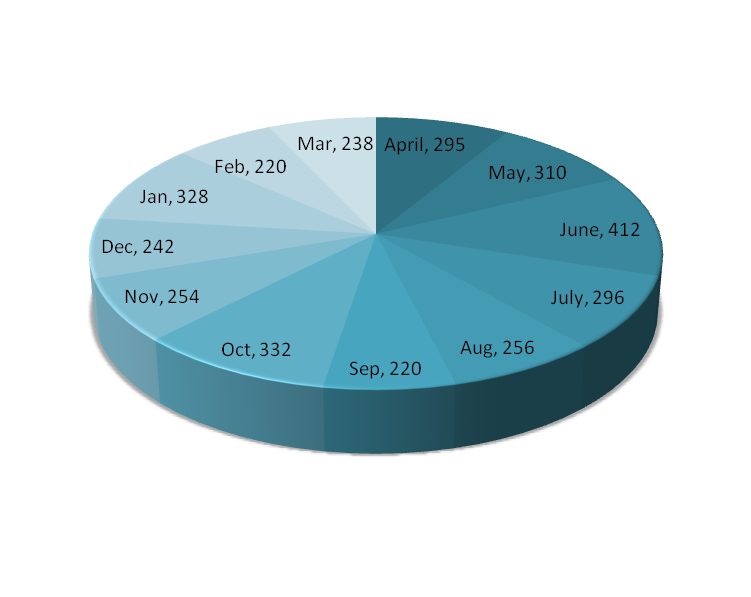 April, 295
May, 310
June, 412
July, 296
Aug, 256
Sep, 220
Oct, 332
Nov, 254
Dec, 242
Jan, 328
Feb, 220
Mar, 238